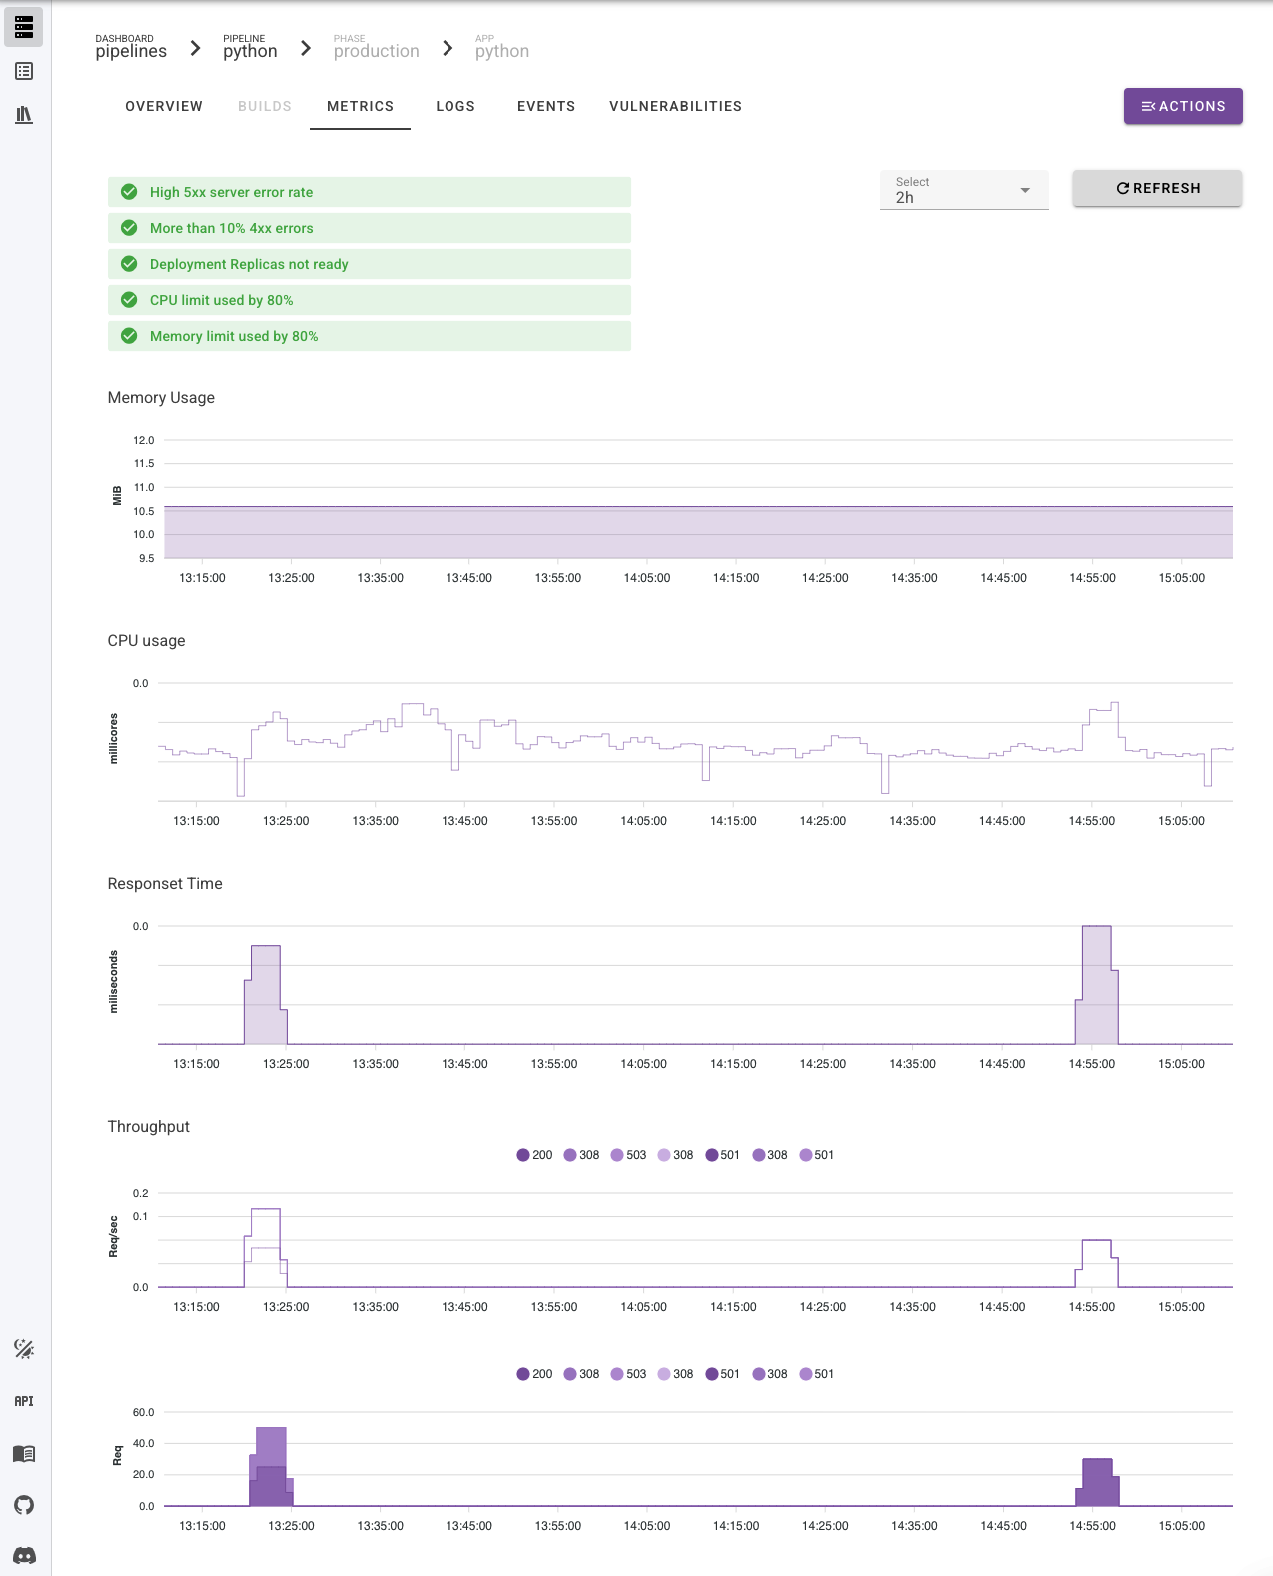 DASHBOARD PIPELINE PHASE APP
pipelines python production python
OVERVIEW BUILDS METRICS LOGS EVENTS VULNERABILITIES ACTIONS
High 5xx server error rate
Select
2h
REFRESH
More than 10% 4xx errors
Deployment Replicas not ready
CPU limit used by 80%
Memory limit used by 80%
Memory Usage
12.0
11.5
11.0
MiB
10.5
10.0
9.5
13:15:00 13:25:00 13:35:00 13:45:00 13:55:00 14:05:00 14:15:00 14:25:00 14:35:00 14:45:00 14:55:00 15:05:00
CPU usage
0.0
millicores
13:15:00 13:25:00 13:35:00 13:45:00 13:55:00 14:05:00 14:15:00 14:25:00 14:35:00 14:45:00 14:55:00 15:05:00
Responset Time
0.0
miliseconds
13:15:00 13:25:00 13:35:00 13:45:00 13:55:00 14:05:00 14:15:00 14:25:00 14:35:00 14:45:00 14:55:00 15:05:00
Throughput
200 308 503 308 501 308 501
0.2
0.1
Req/sec
0.0
13:15:00 13:25:00 13:35:00 13:45:00 13:55:00 14:05:00 14:15:00 14:25:00 14:35:00 14:45:00 14:55:00 15:05:00
200 308 503 308 501 308 501
API
60.0
40.0
Req
20.0
0.0
13:15:00 13:25:00 13:35:00 13:45:00 13:55:00 14:05:00 14:15:00 14:25:00 14:35:00 14:45:00 14:55:00 15:05:00